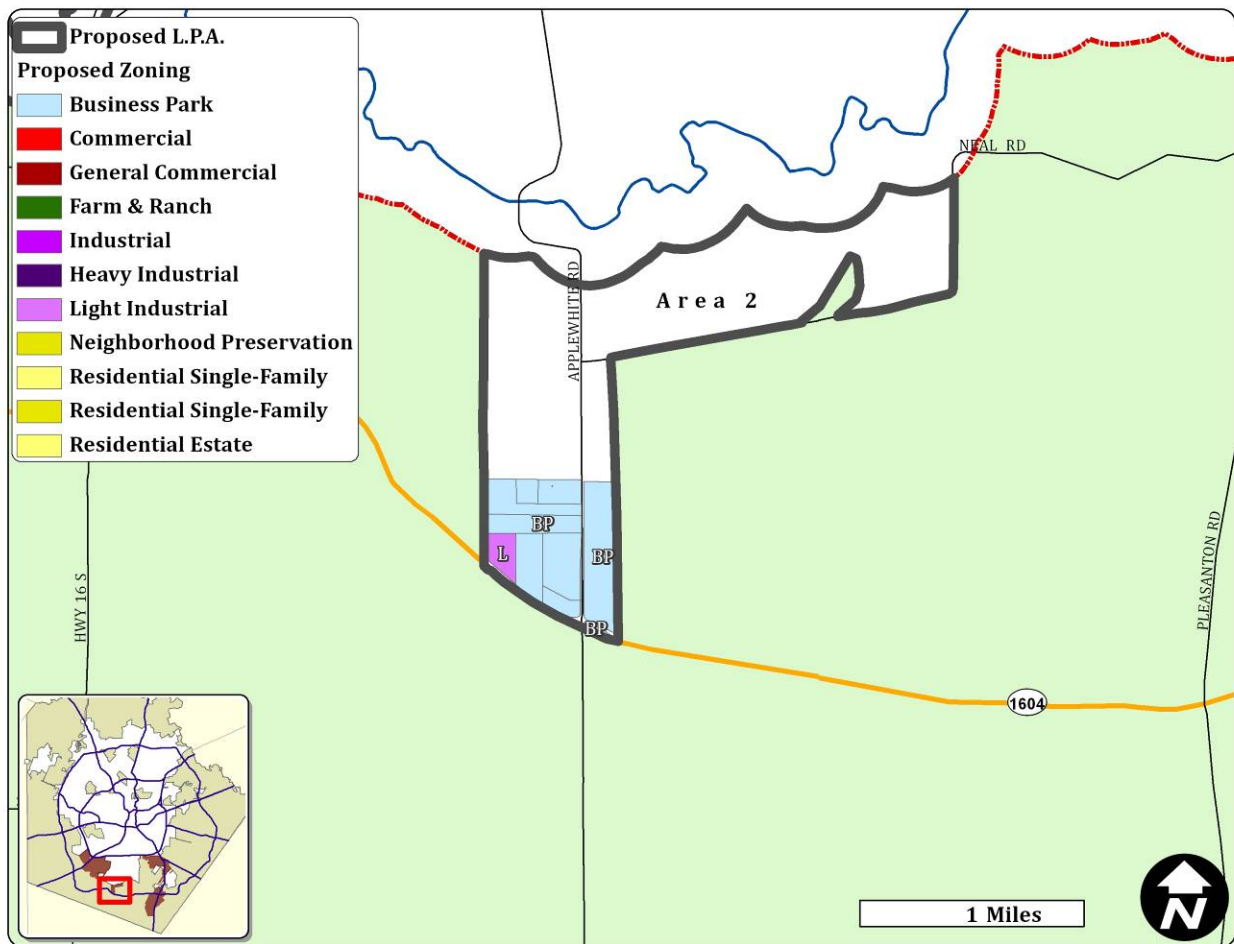 Proposed L.P.A.
Proposed Zoning
Business Park
Commercial
General Commercial
Farm & Ranch
Industrial
Heavy Industrial
Light Industrial
Neighborhood Preservation
Residential Single-Family
Residential Single-Family
Residential Estate
NEAL RD
APPLEWHITE RD
Area 2
BP
L
BP
BP
HWY 16 S
PLEASANTON RD
1604
1 Miles
N